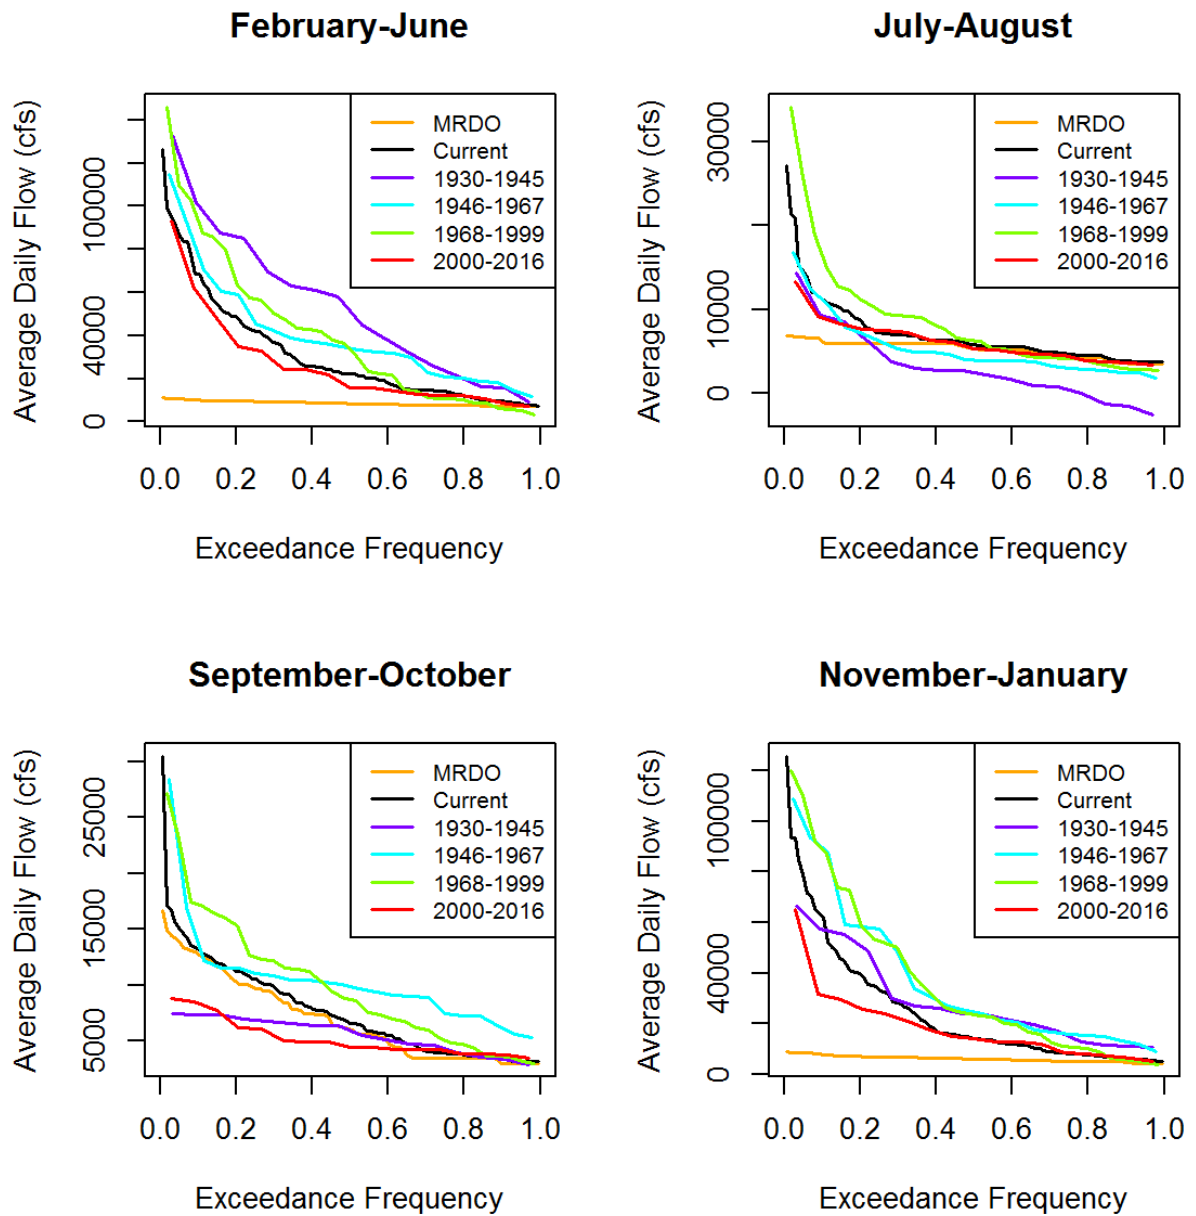 February-June
Average Daily Flow (cfs)
0
40000
100000
MRDO
Current
1930-1945
1946-1967
1968-1999
2000-2016
0.0 0.2 0.4 0.6 0.8 1.0
Exceedance Frequency
July-August
Average Daily Flow (cfs)
0
10000
30000
MRDO
Current
1930-1945
1946-1967
1968-1999
2000-2016
0.0 0.2 0.4 0.6 0.8 1.0
Exceedance Frequency
September-October
Average Daily Flow (cfs)
5000
15000
25000
MRDO
Current
1930-1945
1946-1967
1968-1999
2000-2016
0.0 0.2 0.4 0.6 0.8 1.0
Exceedance Frequency
November-January
Average Daily Flow (cfs)
0
40000
100000
MRDO
Current
1930-1945
1946-1967
1968-1999
2000-2016
0.0 0.2 0.4 0.6 0.8 1.0
Exceedance Frequency